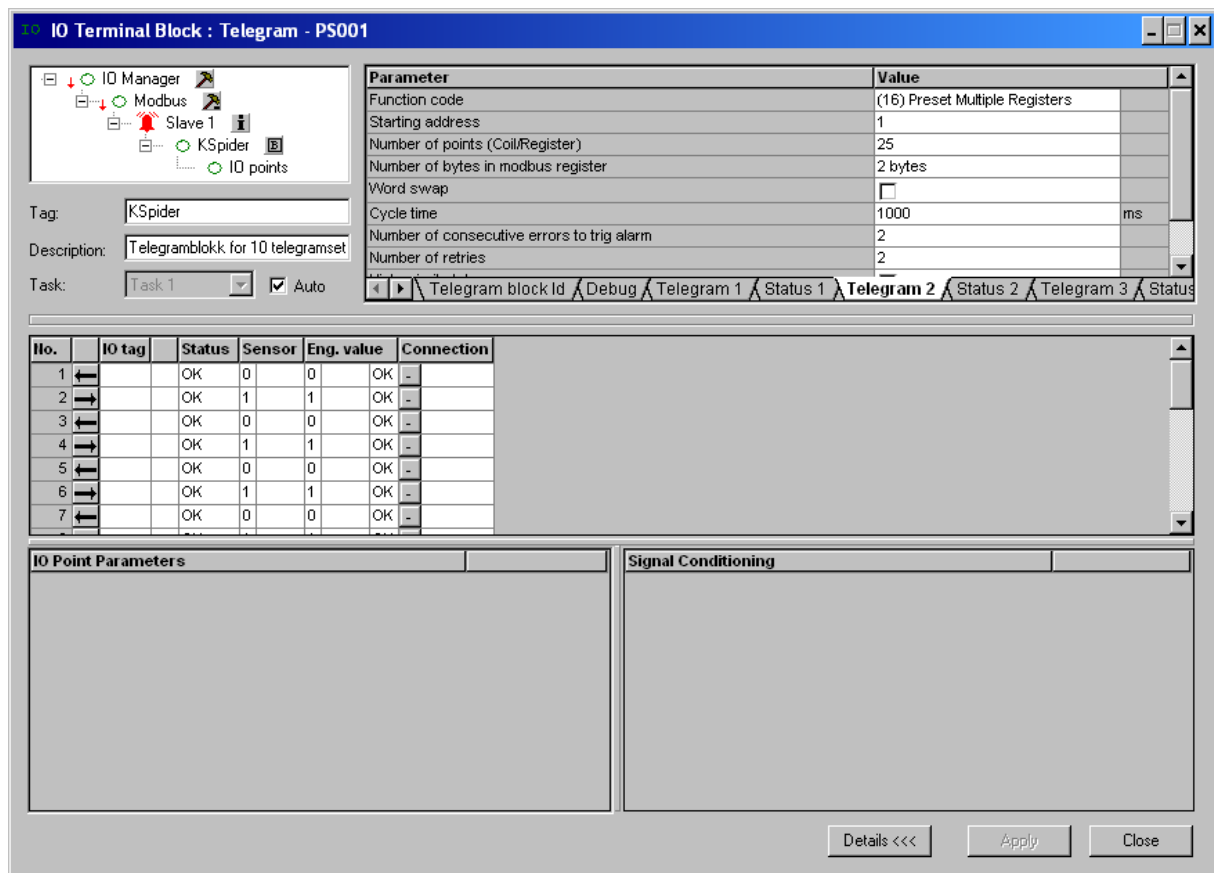 IO IO Terminal Block : Telegram - PS001
IO Manager
Modbus
Slave 1
KSpider B
IO points
Tag: KSpider
Description: Telegramblokk for 10 telegramset
Task: Task 1 Auto
Parameter Value
Function code (16) Preset Multiple Registers
Starting address 1
Number of points (Coil/Register) 25
Number of bytes in modbus register 2 bytes
Word swap
Cycle time 1000 ms
Number of consecutive errors to trig alarm 2
Number of retries 2
Telegram block Id Debug Telegram 1 Status 1 Telegram 2 Status 2 Telegram 3 Status
No. IO tag Status Sensor Eng. value Connection
1 OK 0 0 OK -
2 OK 1 1 OK -
3 OK 0 0 OK -
4 OK 1 1 OK -
5 OK 0 0 OK -
6 OK 1 1 OK -
7 OK 0 0 OK -
IO Point Parameters
Signal Conditioning
Details <<< Apply Close